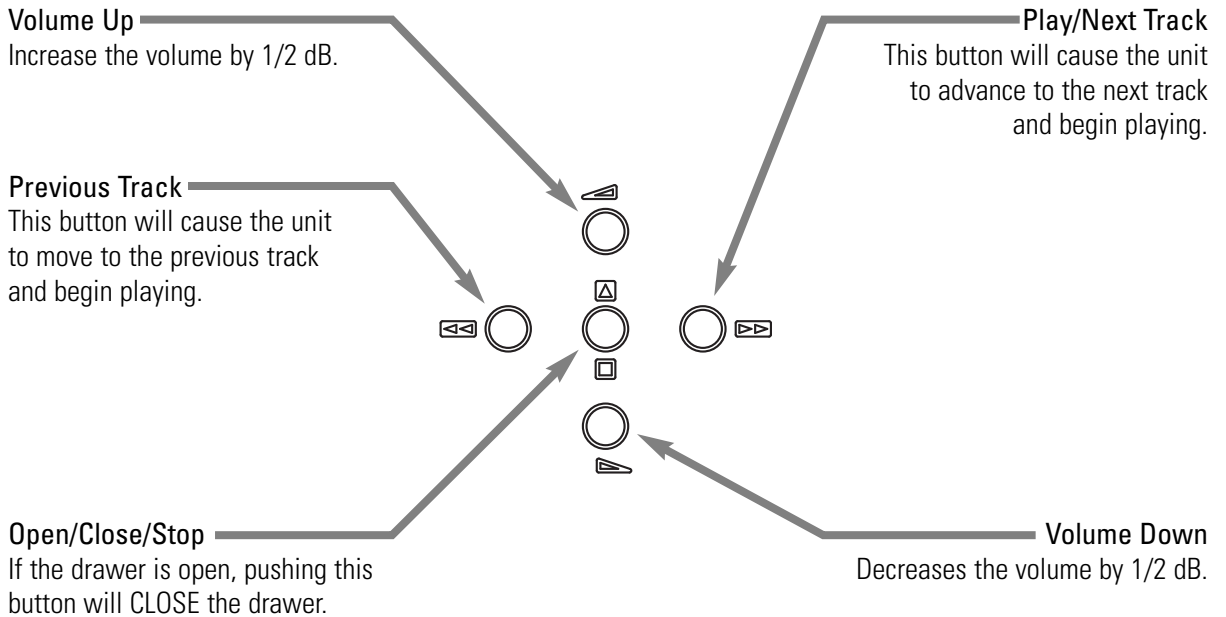 Volume Up
Increase the volume by 1/2 dB.
Play/Next Track
This button will cause the unit
to advance to the next track
and begin playing.
Previous Track
This button will cause the unit
to move to the previous track
and begin playing.
Open/Close/Stop
If the drawer is open, pushing this
button will CLOSE the drawer.
Volume Down
Decreases the volume by 1/2 dB.